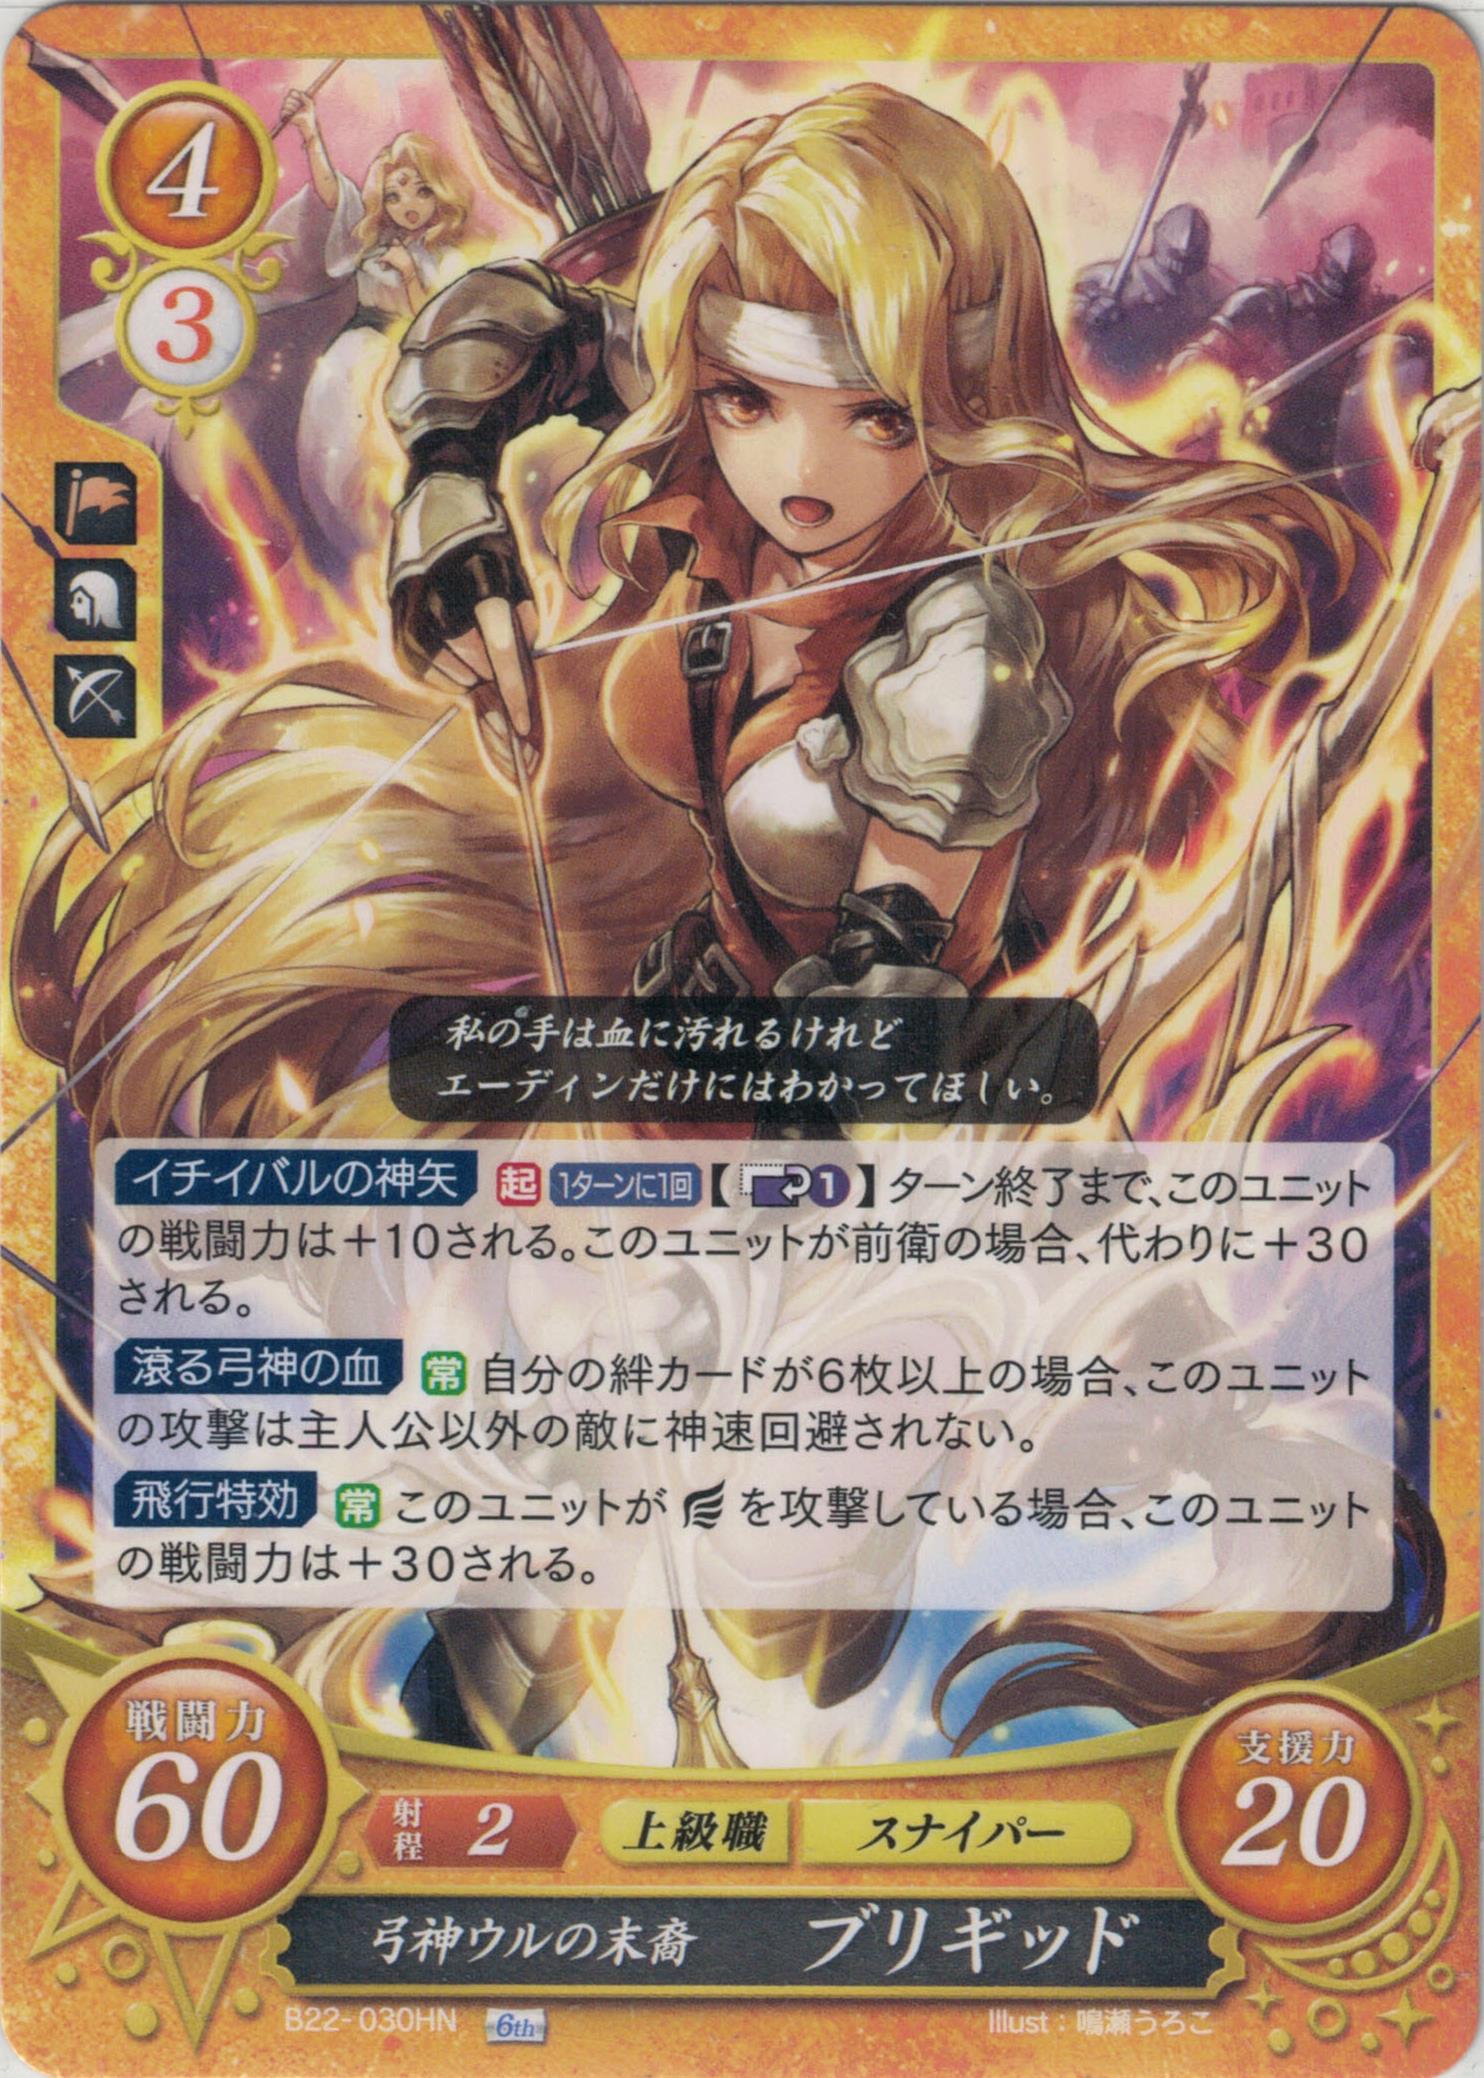 4
3
私の手は血に汚れるけれど
エーディンだけにはわかってほしい。
イチイバルの神矢 起 1ターンに1回【 1】ターン終了まで、このユニット
の戦闘力は＋10される。このユニットが前衛の場合、代わりに＋30
される。
滾る弓神の血 常 自分の絆カードが6枚以上の場合、このユニット
の攻撃は主人公以外の敵に神速回避されない。
飛行特効 常 このユニットが を攻撃している場合、このユニット
の戦闘力は＋30される。
戦闘力
60
射程 2
上級職
スナイパー
支援力
20
弓神ウルの末裔 ブリギッド
B22-030HN 6th
Illust：鳴瀬うろこ